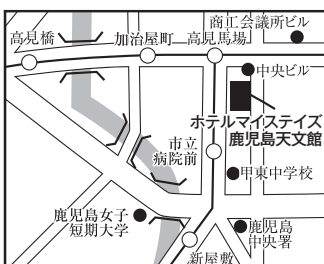 商工会議所ビル
高見橋
加治屋町
高見馬場
中央ビル
ホテルマイステイズ
鹿児島天文館
市立
病院前
甲東中学校
鹿児島女子
短期大学
鹿児島
中央署
新屋敷